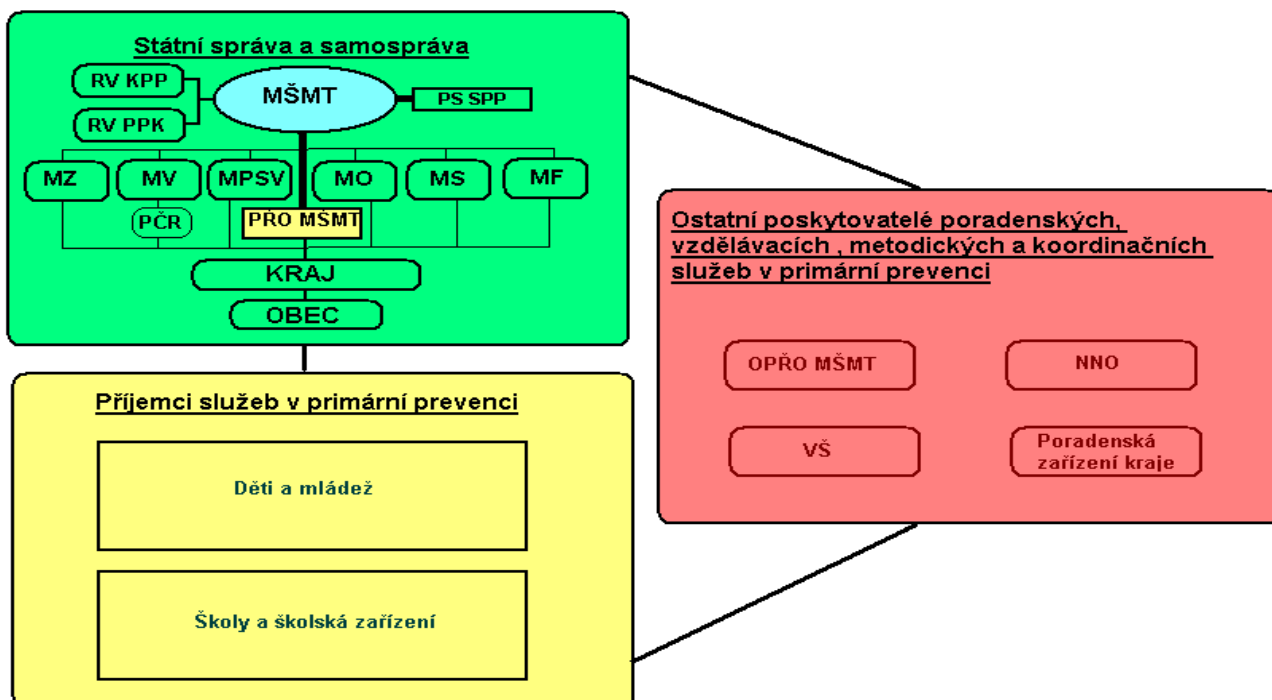 Státní správa a samospráva
RV KPP
MŠMT
PS SPP
RV PPK
MZ
MV
MPSV
MO
MS
MF
PČR
PŘO MŠMT
KRAJ
OBEC
Ostatní poskytovatelé poradenských,
vzdělávacích , metodických a koordinačních
služeb v primární prevenci
OPŘO MŠMT
NNO
VŠ
Poradenská
zařízení kraje
Příjemci služeb v primární prevenci
Děti a mládež
Školy a školská zařízení